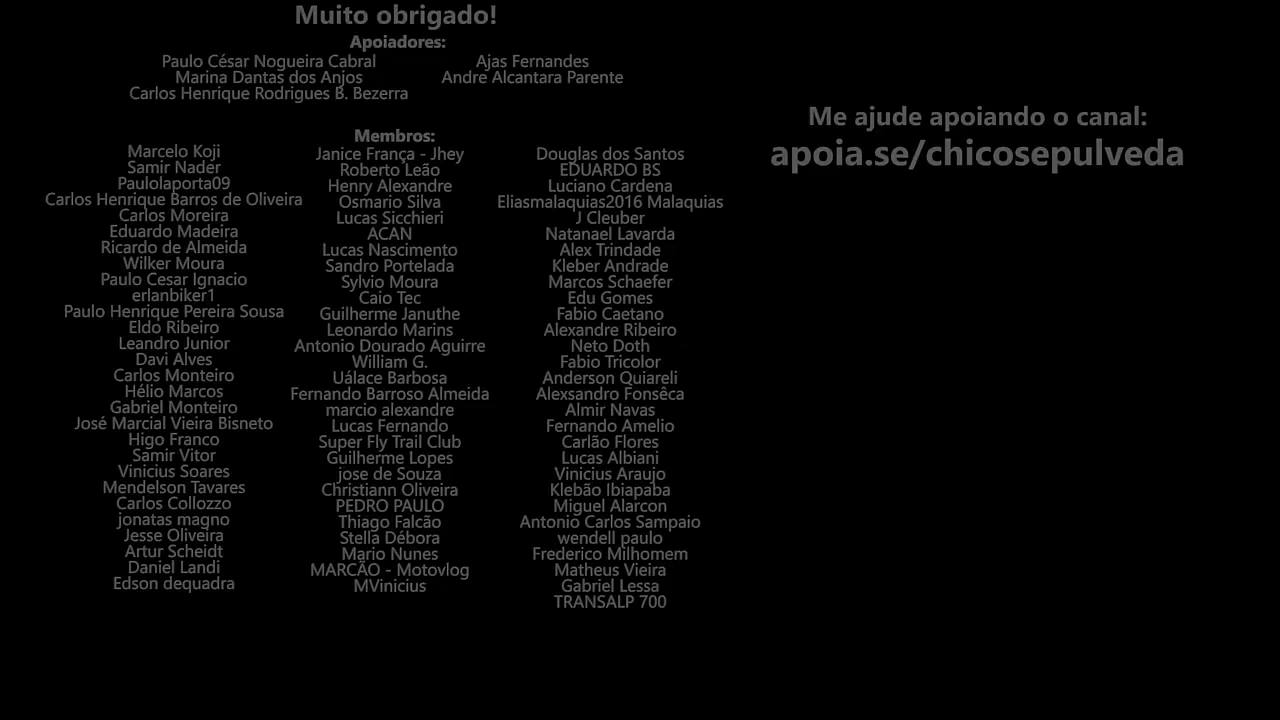 Muito obrigado!
Apoiadores:
Paulo César Nogueira Cabral
Marina Dantas dos Anjos
Carlos Henrique Rodrigues B. Bezerra
Ajas Fernandes
Andre Alcantara Parente
Membros:
Marcelo Koji
Samir Nader
Paulolaporta09
Carlos Henrique Barros de Oliveira
Carlos Moreira
Eduardo Madeira
Ricardo de Almeida
Wilker Moura
Paulo Cesar Ignacio
erlanbiker1
Paulo Henrique Pereira Sousa
Eldo Ribeiro
Leandro Junior
Davi Alves
Carlos Monteiro
Hélio Marcos
Gabriel Monteiro
José Marcial Vieira Bisneto
Higo Franco
Samir Vitor
Vinicius Soares
Mendelson Tavares
Carlos Collozzo
jonatas magno
Jesse Oliveira
Artur Scheidt
Daniel Landi
Edson dequadra
Janice França - Jhey
Roberto Leão
Henry Alexandre
Osmario Silva
Lucas Sicchieri
ACAN
Lucas Nascimento
Sandro Portelada
Sylvio Moura
Caio Tec
Guilherme Januthe
Leonardo Marins
Antonio Dourado Aguirre
William G.
Uálace Barbosa
Fernando Barroso Almeida
marcio alexandre
Lucas Fernando
Super Fly Trail Club
Guilherme Lopes
jose de Souza
Christiann Oliveira
PEDRO PAULO
Thiago Falcão
Stella Débora
Mario Nunes
MARCÃO - Motovlog
MVinicius
Douglas dos Santos
EDUARDO BS
Luciano Cardena
Eliasmalaquias2016 Malaquias
J Cleuber
Natanael Lavarda
Alex Trindade
Kleber Andrade
Marcos Schaefer
Edu Gomes
Fabio Caetano
Alexandre Ribeiro
Neto Doth
Fabio Tricolor
Anderson Quiareli
Alexsandro Fonsêca
Almir Navas
Fernando Amelio
Carlão Flores
Lucas Albiani
Vinicius Araujo
Klebão Ibiapaba
Miguel Alarcon
Antonio Carlos Sampaio
wendell paulo
Frederico Milhomem
Matheus Vieira
Gabriel Lessa
TRANSALP 700
Me ajude apoiando o canal:
apoia.se/chicosepulveda